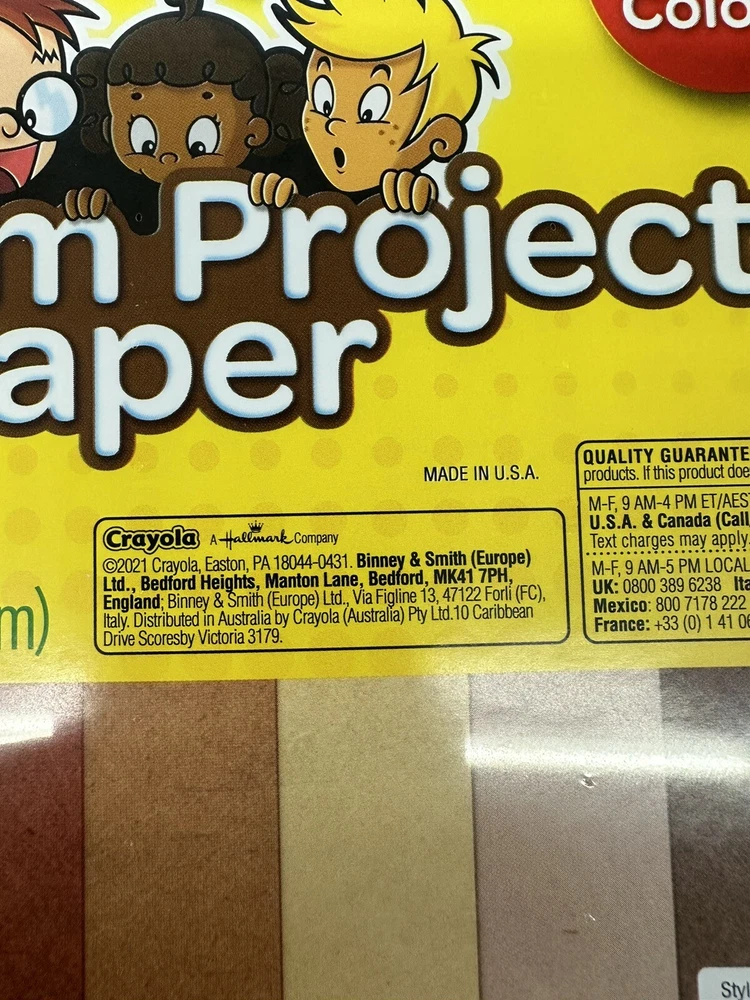 Colo
m Project
aper
MADE IN U.S.A.
Crayola A Hallmark Company
©2021 Crayola, Easton, PA 18044-0431. Binney & Smith (Europe)
Ltd., Bedford Heights, Manton Lane, Bedford, MK41 7PH,
England; Binney & Smith (Europe) Ltd., Via Figline 13, 47122 Forlì (FC),
Italy. Distributed in Australia by Crayola (Australia) Pty Ltd.10 Caribbean
Drive Scoresby Victoria 3179.
QUALITY GUARANTE
products. If this product doe
M-F, 9 AM-4 PM ET/AES
U.S.A. & Canada (Call
Text charges may apply.
M-F, 9 AM-5 PM LOCAL
UK: 0800 389 6238 Ita
Mexico: 800 7178 222
France: +33 (0) 1 41 06
m)
Styl